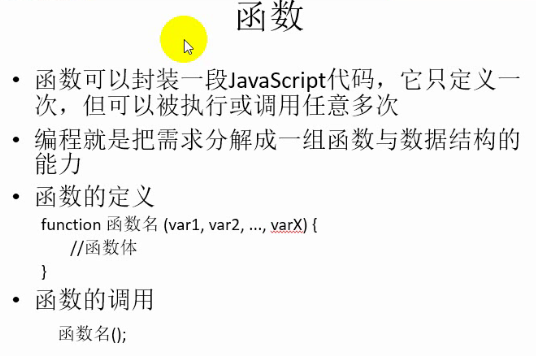 函数
• 函数可以封装一段JavaScript代码，它只定义一
次，但可以被执行或调用任意多次
• 编程就是把需求分解成一组函数与数据结构的
能力
• 函数的定义
function 函数名 (var1, var2, ..., varX) {
//函数体
}
• 函数的调用
函数名();